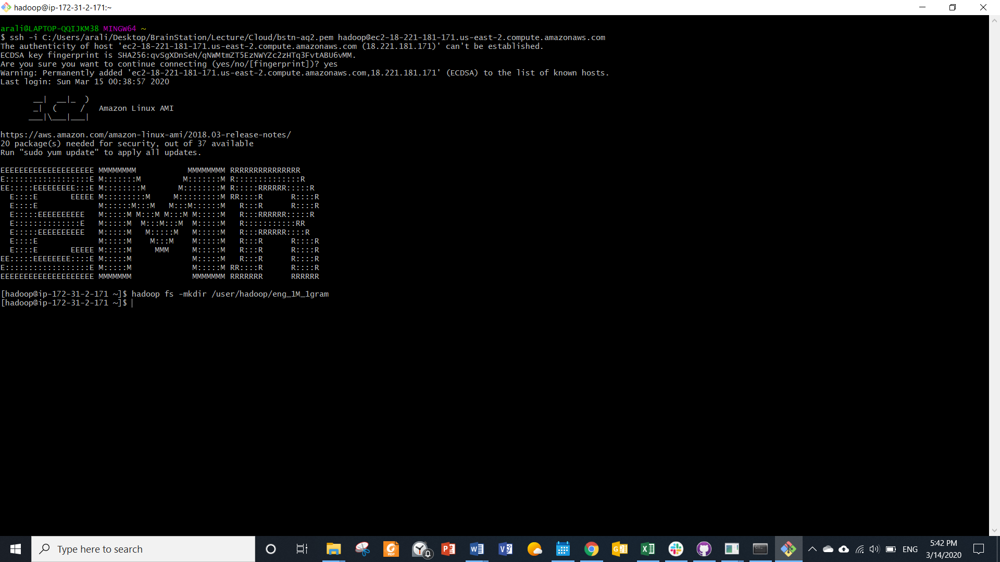 hadoop@ip-172-31-2-171:~
arali@LAPTOP-QQIJKM38 MINGW64 ~
$ ssh -i C:/Users/arali/Desktop/BrainStation/Lecture/Cloud/bstn-aq2.pem hadoop@ec2-18-221-181-171.us-east-2.compute.amazonaws.com
The authenticity of host 'ec2-18-221-181-171.us-east-2.compute.amazonaws.com (18.221.181.171)' can't be established.
ECDSA key fingerprint is SHA256:qvSgXDnSeN/qNWMtmZT5EzNWYZc2zHTq3FvtABU6vMM.
Are you sure you want to continue connecting (yes/no/[fingerprint])? yes
Warning: Permanently added 'ec2-18-221-181-171.us-east-2.compute.amazonaws.com,18.221.181.171' (ECDSA) to the list of known hosts.
Last login: Sun Mar 15 00:38:57 2020
       __|  __|_  )
       _|  (     /   Amazon Linux AMI
      ___|\___|___|
https://aws.amazon.com/amazon-linux-ami/2018.03-release-notes/
20 package(s) needed for security, out of 37 available
Run "sudo yum update" to apply all updates.
EEEEEEEEEEEEEEEEEEEE MMMMMMMM           MMMMMMMM RRRRRRRRRRRRRRR
E::::::::::::::::::E M:::::::M         M:::::::M R::::::::::::::R
EE:::::EEEEEEEEE:::E M::::::::M       M::::::::M R:::::RRRRRR:::::R
  E::::E       EEEEE M:::::::::M     M:::::::::M RR::::R      R::::R
  E::::E             M::::::M:::M   M:::M::::::M   R:::R      R::::R
  E:::::EEEEEEEEEE   M:::::M M:::M M:::M M:::::M   R:::RRRRRR:::::R
  E::::::::::::::E   M:::::M  M:::M:::M  M:::::M   R:::::::::::RR
  E:::::EEEEEEEEEE   M:::::M   M:::::M   M:::::M   R:::RRRRRR::::R
  E::::E             M:::::M    M:::M    M:::::M   R:::R      R::::R
  E::::E       EEEEE M:::::M     MMM     M:::::M   R:::R      R::::R
EE:::::EEEEEEEE::::E M:::::M             M:::::M   R:::R      R::::R
E::::::::::::::::::E M:::::M             M:::::M RR::::R      R::::R
EEEEEEEEEEEEEEEEEEEE MMMMMMM             MMMMMMM RRRRRRR      RRRRRR
[hadoop@ip-172-31-2-171 ~]$ hadoop fs -mkdir /user/hadoop/eng_1M_1gram
[hadoop@ip-172-31-2-171 ~]$
Type here to search
ENG
5:42 PM
3/14/2020